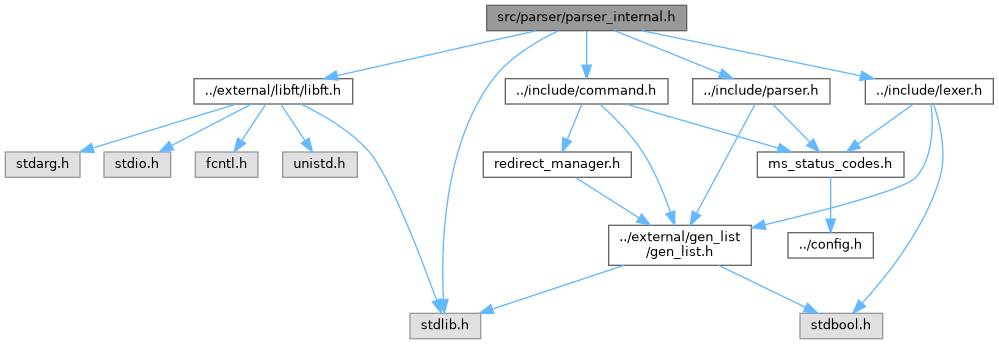 src/parser/parser_internal.h
../external/libft/libft.h
../include/command.h
../include/parser.h
../include/lexer.h
stdarg.h
stdio.h
fcntl.h
unistd.h
redirect_manager.h
ms_status_codes.h
../external/gen_list
/gen_list.h
../config.h
stdlib.h
stdbool.h